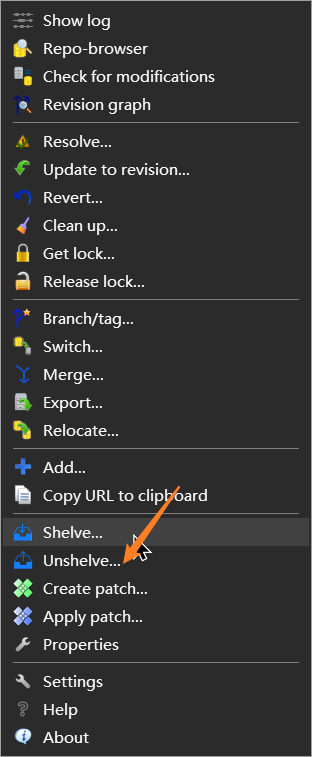 Show log
Repo-browser
Check for modifications
Revision graph
Resolve...
Update to revision...
Revert...
Clean up...
Get lock...
Release lock...
Branch/tag...
Switch...
Merge...
Export...
Relocate...
Add...
Copy URL to clipboard
Shelve...
Unshelve...
Create patch...
Apply patch...
Properties
Settings
Help
About